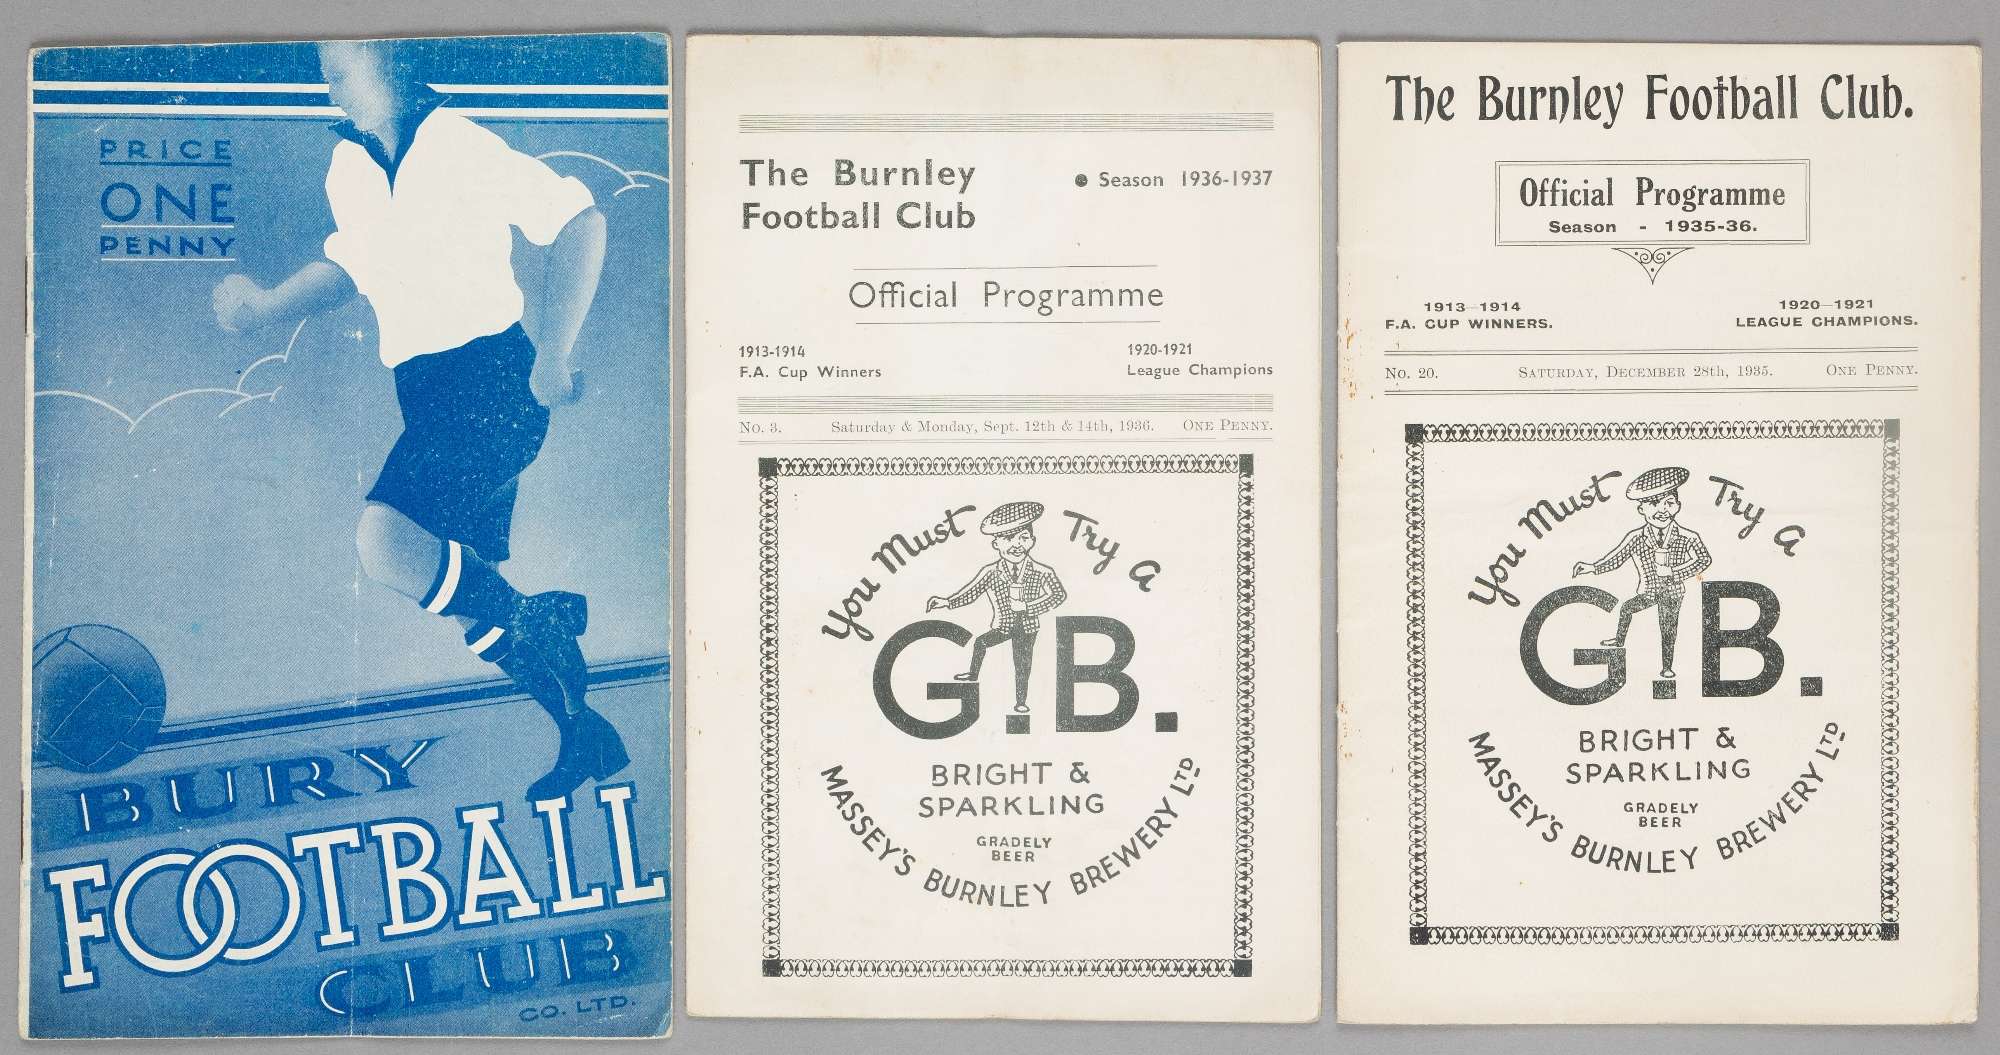 PRICE
ONE
PENNY
BURY
FOOTBALL
CLUB
CO. LTD.
The Burnley
Football Club
● Season 1936-1937
Official Programme
1913-1914
F.A. Cup Winners
1920-1921
League Champions
No. 3. Saturday & Monday, Sept. 12th & 14th, 1936. ONE PENNY.
You Must Try A
G.B.
BRIGHT &
SPARKLING
GRADELY
BEER
MASSEY'S BURNLEY BREWERY LTD
The Burnley Football Club.
Official Programme
Season - 1935-36.
1913-1914
F.A. CUP WINNERS.
1920-1921
LEAGUE CHAMPIONS.
No. 20. SATURDAY, DECEMBER 28th, 1935. ONE PENNY.
You Must Try A
G.B.
BRIGHT &
SPARKLING
GRADELY
BEER
MASSEY'S BURNLEY BREWERY LTD